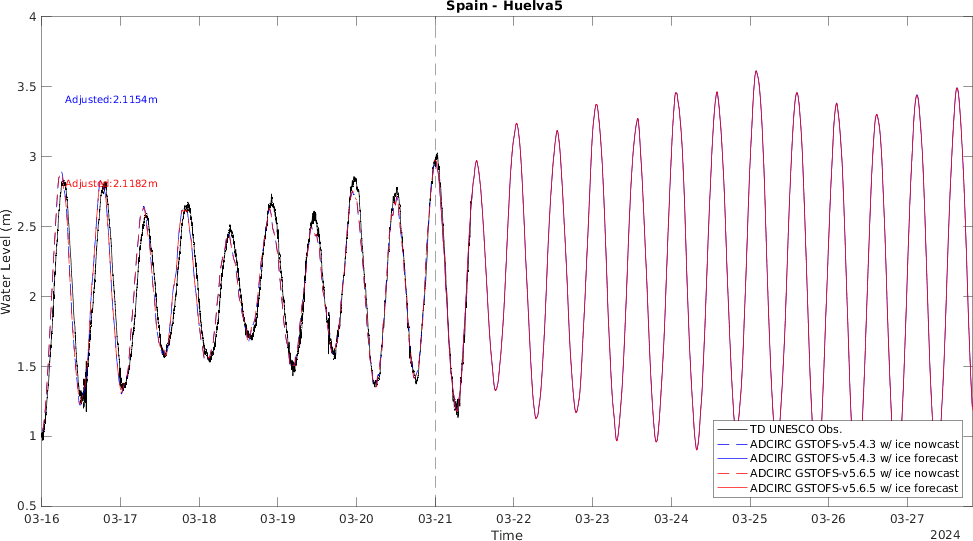 Spain - Huelva5
4
3.5
3
2.5
2
1.5
1
0.5
Water Level (m)
Adjusted:2.1154m
Adjusted:2.1182m
TD UNESCO Obs.
ADCIRC GSTOFS-v5.4.3 w/ ice nowcast
ADCIRC GSTOFS-v5.4.3 w/ ice forecast
ADCIRC GSTOFS-v5.6.5 w/ ice nowcast
ADCIRC GSTOFS-v5.6.5 w/ ice forecast
03-16 03-17 03-18 03-19 03-20 03-21 03-22 03-23 03-24 03-25 03-26 03-27
Time
2024